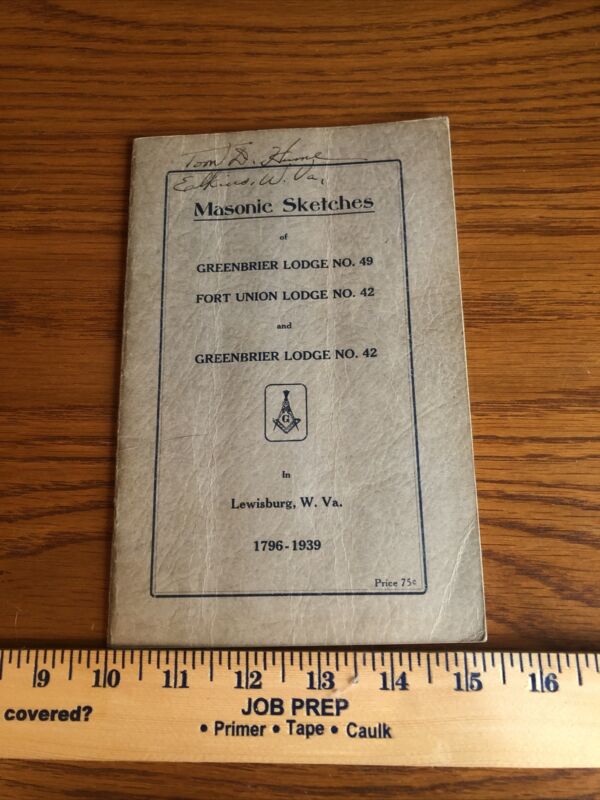 Tom D. Hume
Elkins, W. Va.
Masonic Sketches
of
GREENBRIER LODGE NO. 49
FORT UNION LODGE NO. 42
and
GREENBRIER LODGE NO. 42
G
In
Lewisburg, W. Va.
1796-1939
Price 75c
9 10 11 12 13 14 15 16
covered?
JOB PREP
• Primer • Tape • Caulk